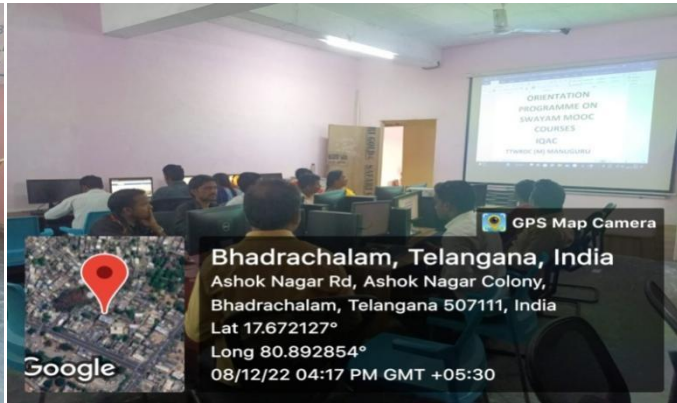 ORIENTATION
PROGRAMME ON
SWAYAM MOOC
COURSES
IQAC
TTWRDC (M) MANUGURU
GPS Map Camera
Bhadrachalam, Telangana, India
Ashok Nagar Rd, Ashok Nagar Colony,
Bhadrachalam, Telangana 507111, India
Lat 17.672127°
Long 80.892854°
08/12/22 04:17 PM GMT +05:30
Google